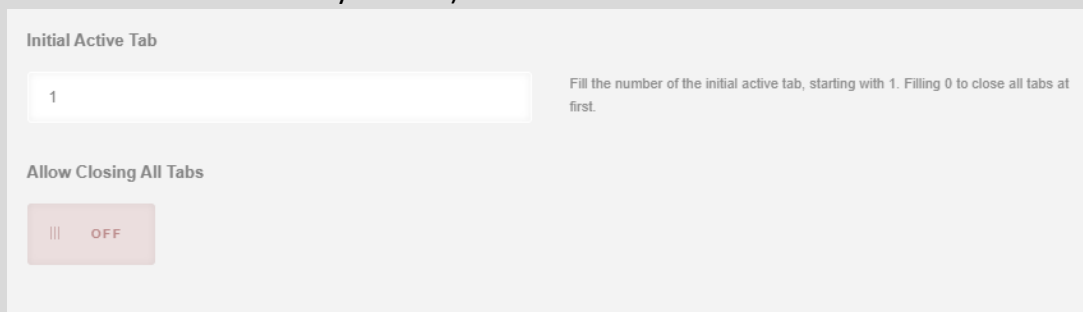 Initial Active Tab
1
Fill the number of the initial active tab, starting with 1. Filling 0 to close all tabs at
first.
Allow Closing All Tabs
OFF